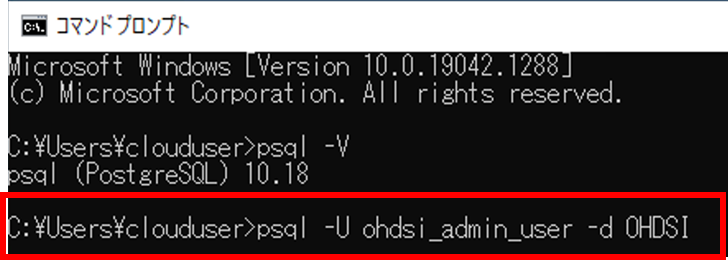 コマンド プロンプト
Microsoft Windows [Version 10.0.19042.1288]
(c) Microsoft Corporation. All rights reserved.
C:¥Users¥clouduser>psql -V
psql (PostgreSQL) 10.18
C:¥Users¥clouduser>psql -U ohdsi_admin_user -d OHDSI